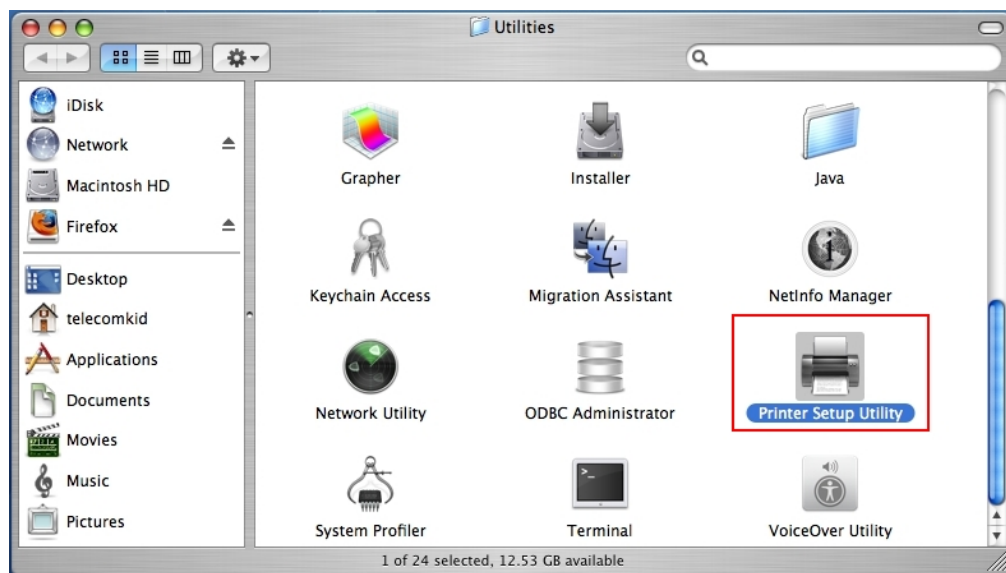 Utilities
iDisk
Network
Macintosh HD
Firefox
Desktop
telecomkid
Applications
Documents
Movies
Music
Pictures
Grapher
Installer
Java
Keychain Access
Migration Assistant
NetInfo Manager
Network Utility
ODBC Administrator
Printer Setup Utility
System Profiler
Terminal
VoiceOver Utility
1 of 24 selected, 12.53 GB available